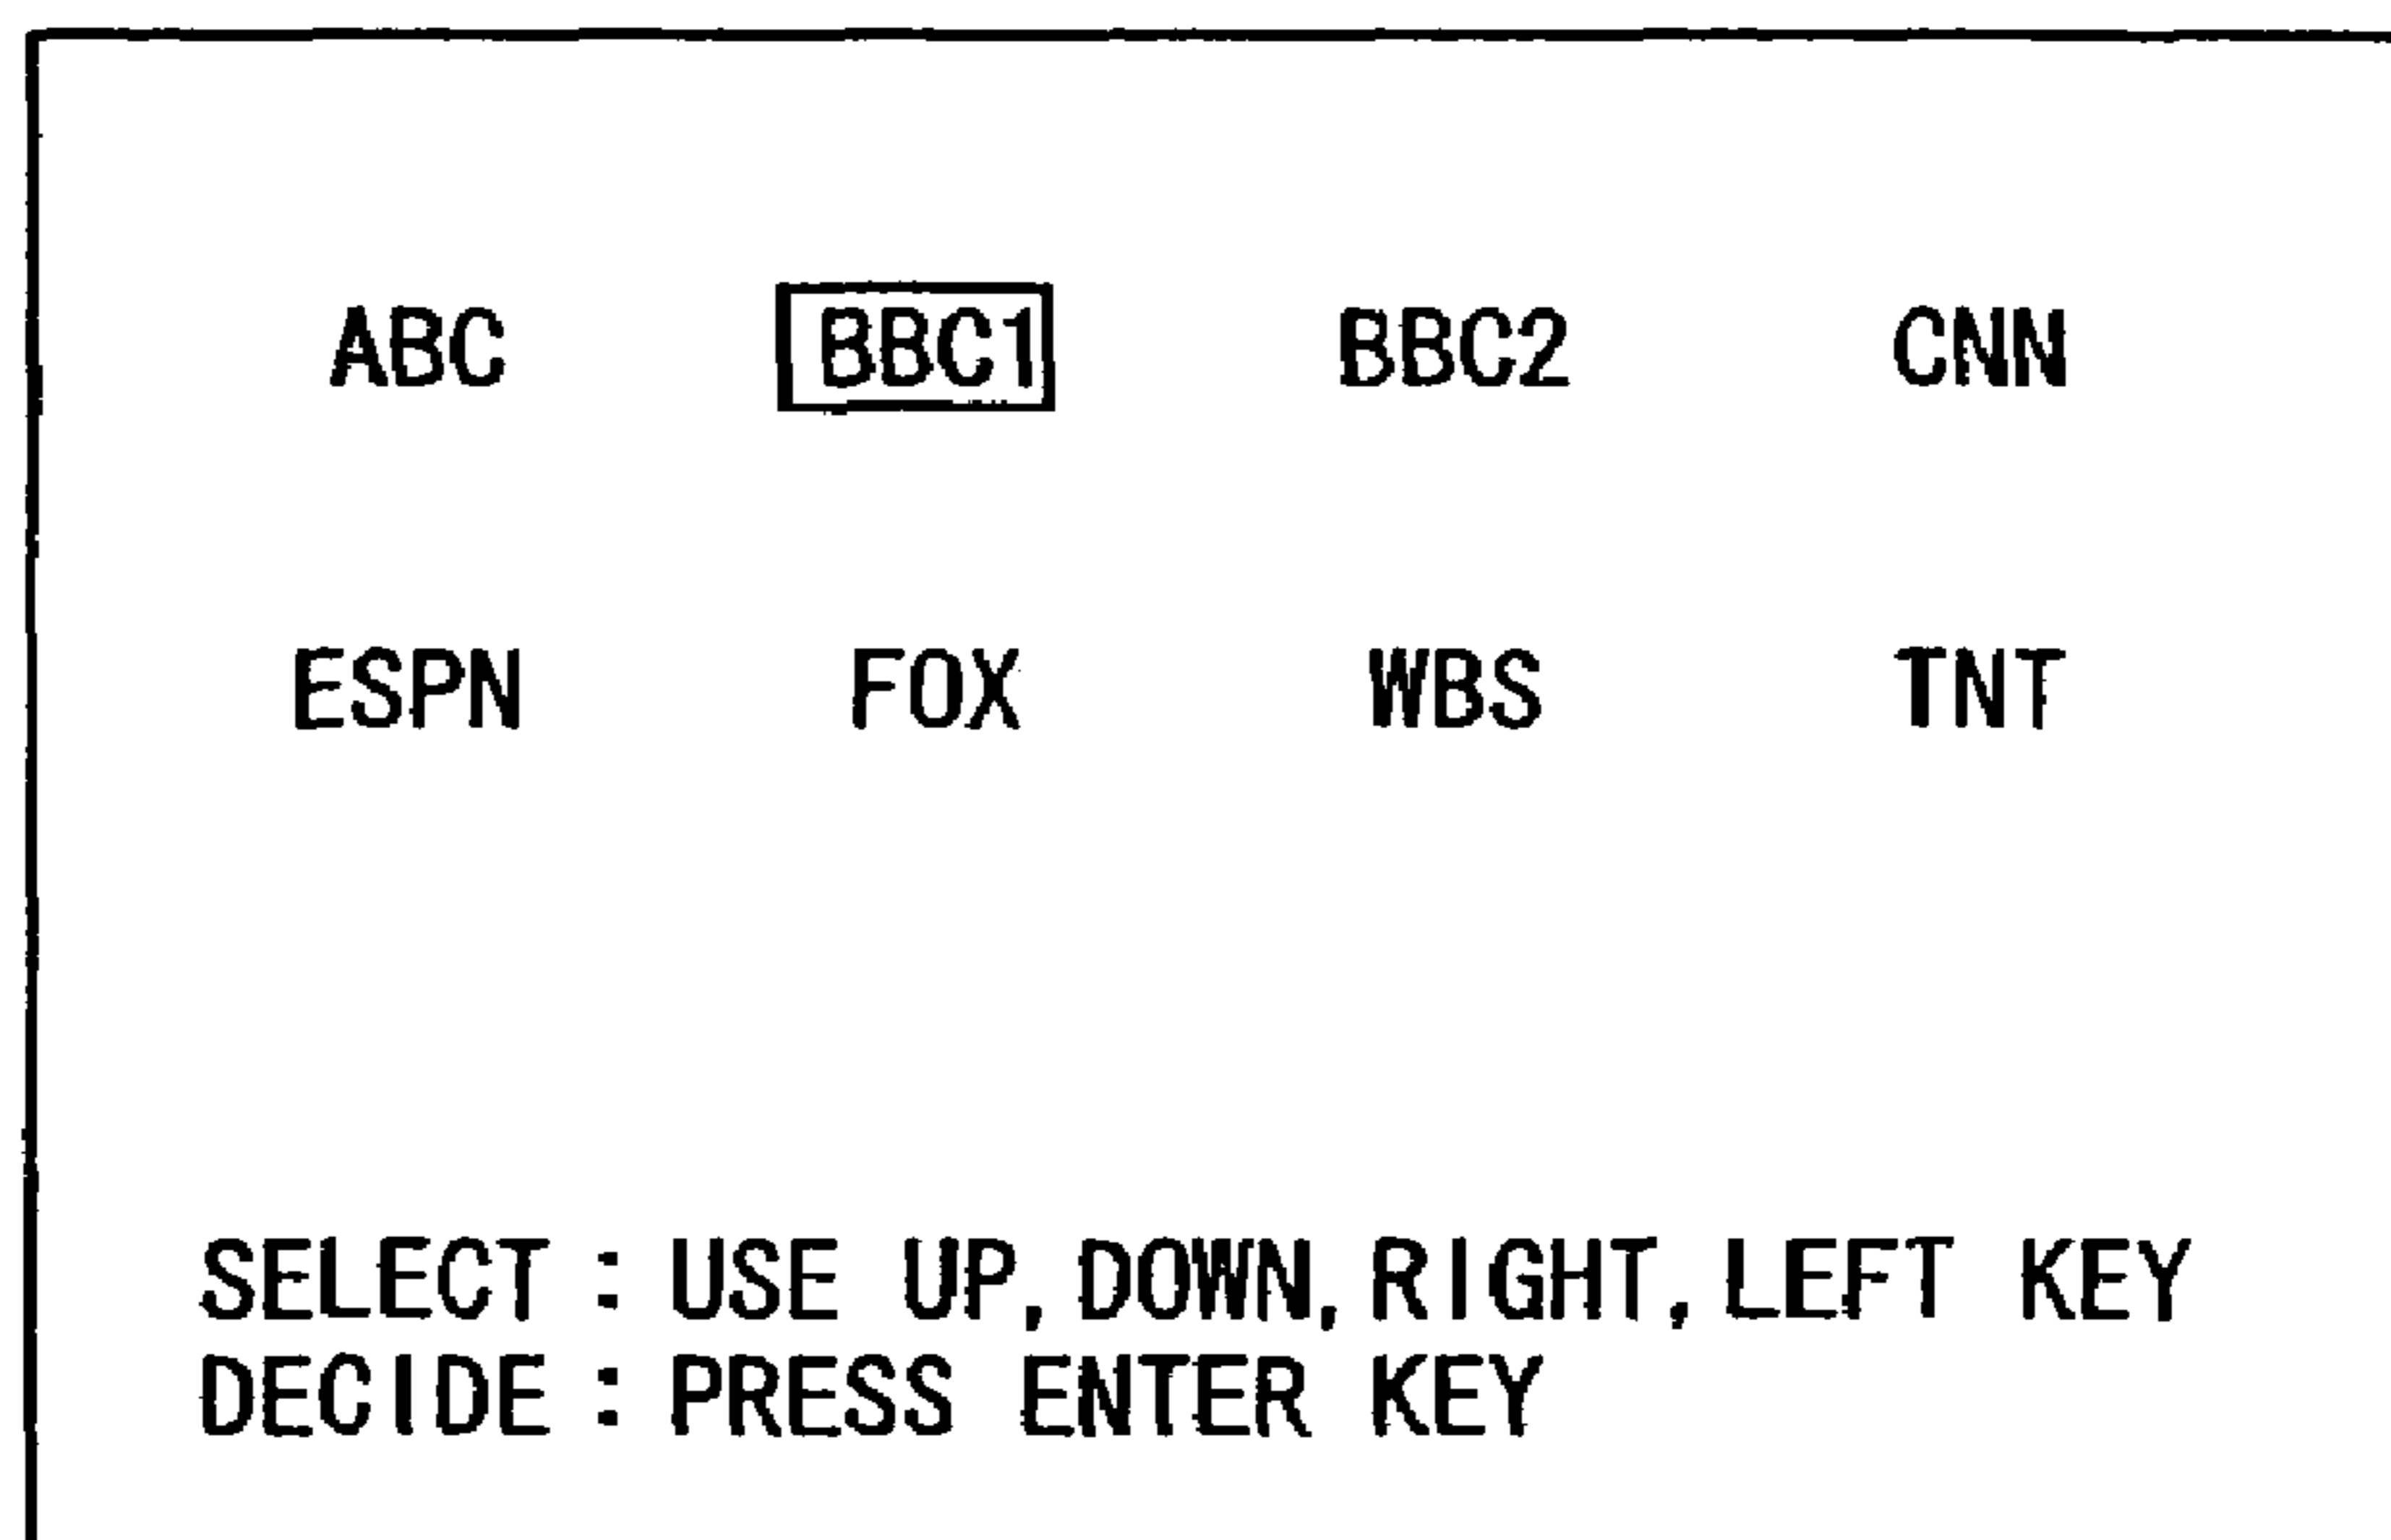 ABC BBC1 BBC2 CNN
ESPN FOX WBS TNT
SELECT : USE UP, DOWN, RIGHT, LEFT KEY
DECIDE : PRESS ENTER KEY